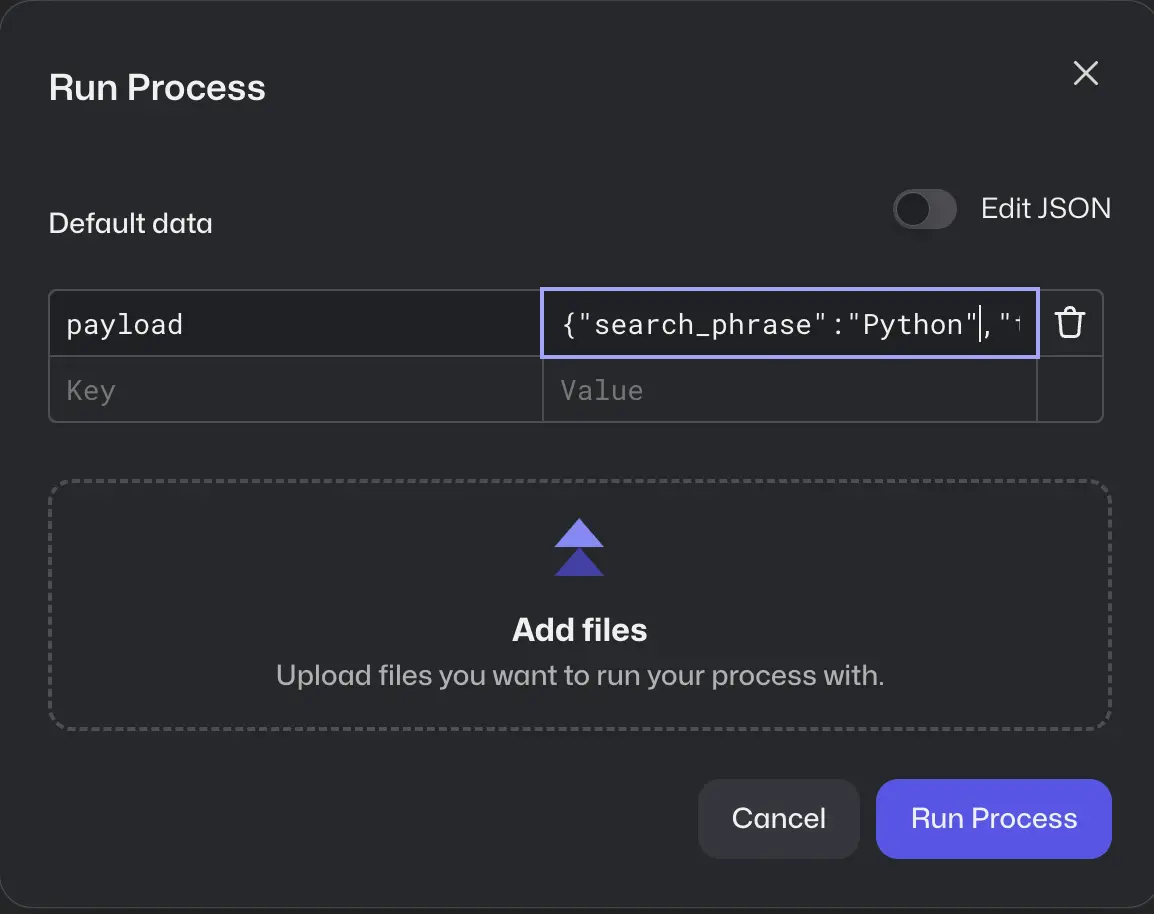 Run Process
Default data
Edit JSON
payload
{"search_phrase":"Python","
Key
Value
Add files
Upload files you want to run your process with.
Cancel
Run Process